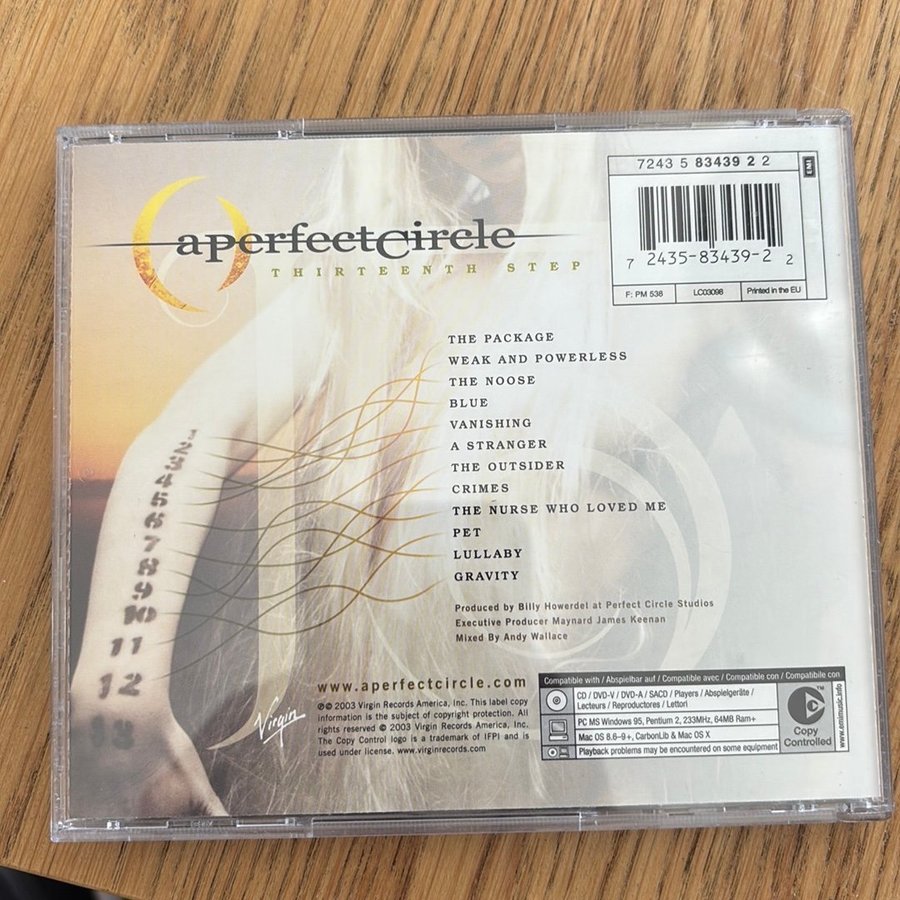 7243 5 83439 2 2
EMI
7 2435-83439-2 2
F: PM 538
LC03098
Printed in the EU
aperfectcircle
THIRTEENTH STEP
THE PACKAGE
WEAK AND POWERLESS
THE NOOSE
BLUE
VANISHING
A STRANGER
THE OUTSIDER
CRIMES
THE NURSE WHO LOVED ME
PET
LULLABY
GRAVITY
2
3
4
5
6
7
8
9
10
11
12
Produced by Billy Howerdel at Perfect Circle Studios
Executive Producer Maynard James Keenan
Mixed By Andy Wallace
www.aperfectcircle.com
℗© 2003 Virgin Records America, Inc. This label copy
information is the subject of copyright protection. All
rights reserved © 2003 Virgin Records America, Inc.
The Copy Control logo is a trademark of IFPI and is
used under license. www.virginrecords.com
Virgin
Compatible with / Abspielbar auf / Compatible avec / Compatible con / Compatibile con
CD / DVD-V / DVD-A / SACD / Players / Abspielgeräte /
Lecteurs / Reproductores / Lettori
PC MS Windows 95, Pentium 2, 233MHz, 64MB Ram+
Mac OS 8.6-9+, CarbonLib & Mac OS X
Playback problems may be encountered on some equipment
TM
Copy
Controlled
www.emimusic.info